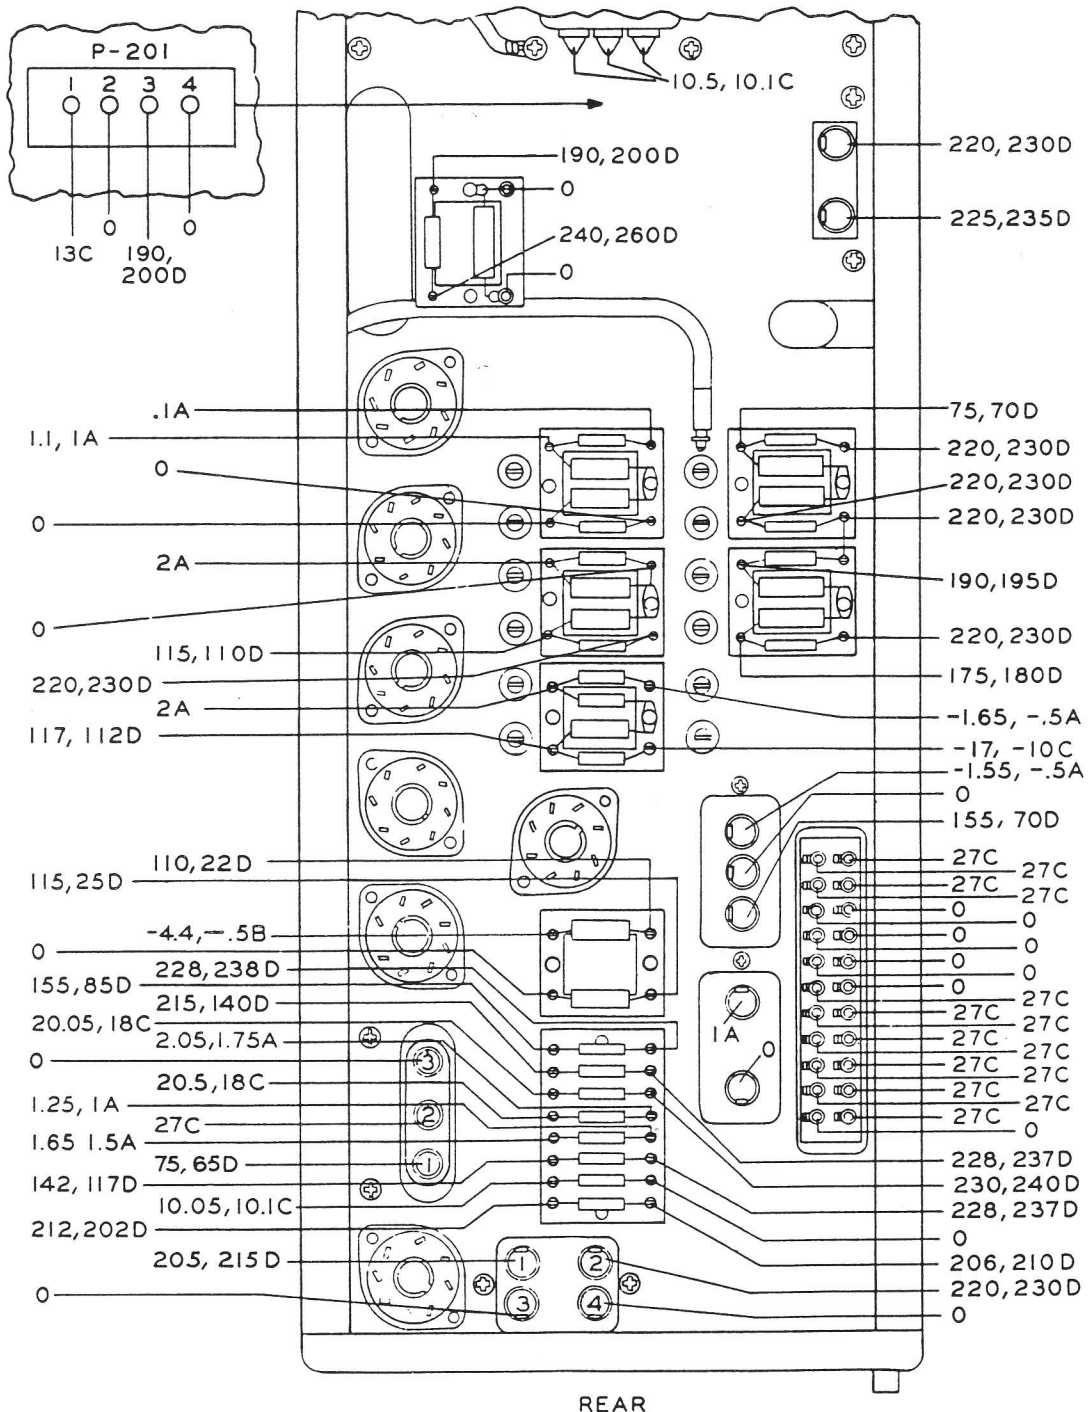 P-201
1 2 3 4
13C
0
190,
200D
0
10.5, 10.1C
190, 200D
0
240, 260D
0
220, 230D
225, 235D
.1A
1.1, 1A
0
0
2A
0
115, 110D
220, 230D
2A
117, 112D
75, 70D
220, 230D
220, 230D
220, 230D
190, 195D
220, 230D
175, 180D
-1.65, -.5A
-17, -10C
-1.55, -.5A
0
155, 70D
110, 22D
115, 25D
-4.4, -.5B
0
228, 238D
155, 85D
215, 140D
20.05, 18C
2.05, 1.75A
0
20.5, 18C
1.25, 1A
27C
1.65 1.5A
75, 65D
142, 117D
10.05, 10.1C
212, 202D
205, 215D
0
3
2
1
1A
0
27C
27C
27C
27C
0
0
0
0
0
0
0
27C
27C
27C
27C
27C
27C
27C
27C
27C
27C
0
228, 237D
230, 240D
228, 237D
0
206, 210D
220, 230D
0
1 2
3 4
REAR